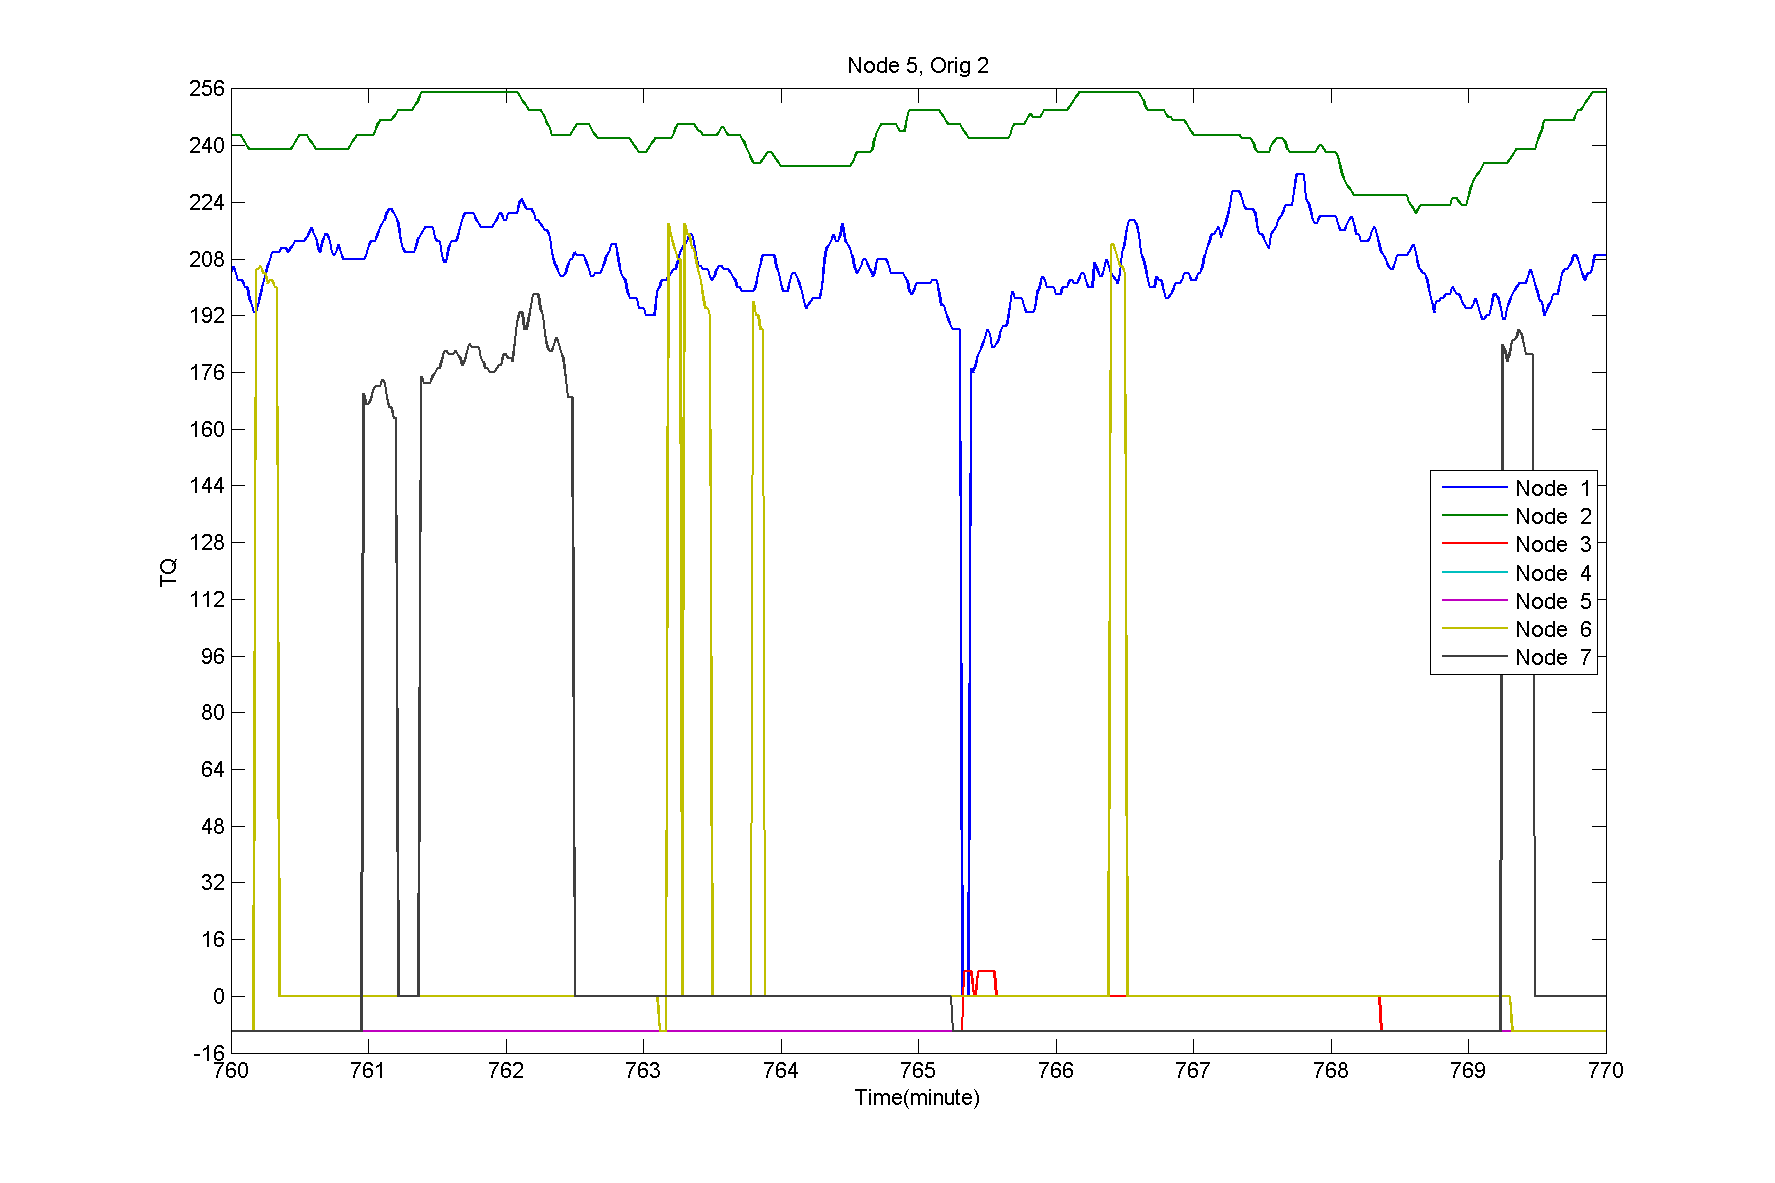 Node 5, Orig 2
256
240
224
208
192
176
160
144
128
112
96
80
64
48
32
16
0
-16
TQ
Node 1
Node 2
Node 3
Node 4
Node 5
Node 6
Node 7
760 761 762 763 764 765 766 767 768 769 770
Time(minute)